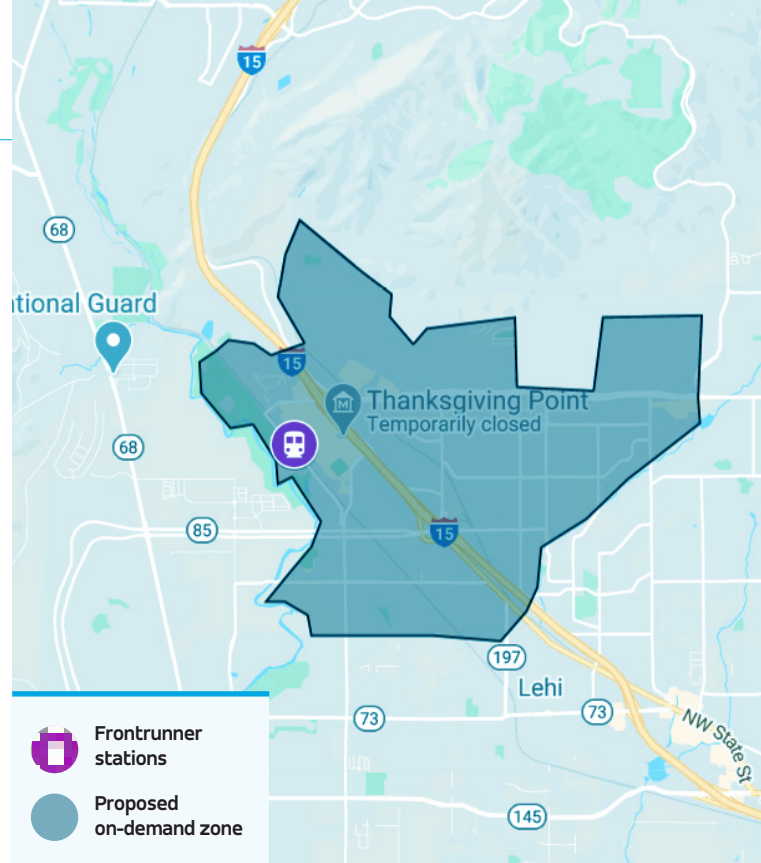 15
68
ational Guard
15
Thanksgiving Point
Temporarily closed
68
85
15
197
Lehi
73
73
NW State St
145
Frontrunner
stations
Proposed
on-demand zone